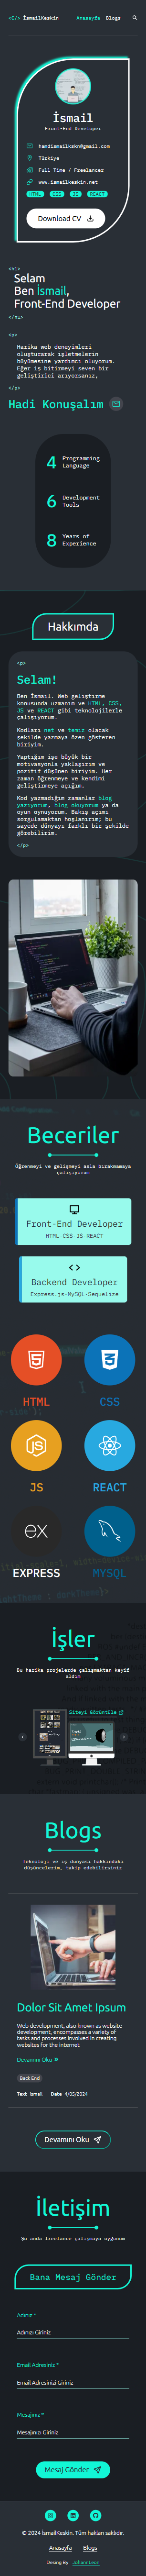 <C/> İsmailKeskin Anasayfa Blogs
İsmail
Front-End Developer
hamdismailkskn@gmail.com
Türkiye
Full Time / Freelancer
www.ismailkeskin.net
HTML CSS JS REACT
Download CV
<h1>
Selam
Ben İsmail,
Front-End Developer
</h1>
<p>
Harika web deneyimleri
oluşturarak işletmelerin
büyümesine yardımcı oluyorum.
Eğer iş bitirmeyi seven bir
geliştirici arıyorsanız,
</p>
Hadi Konuşalım
4 Programming
Language
6 Development
Tools
8 Years of
Experience
Hakkımda
<p>
Selam!
Ben İsmail. Web geliştirme
konusunda uzmanım ve HTML, CSS,
JS ve REACT gibi teknolojilerle
çalışıyorum.
Kodları net ve temiz olacak
şekilde yazmaya özen gösteren
biriyim.
Yaptığım işe büyük bir
motivasyonla yaklaşırım ve
pozitif düşünen biriyim. Her
zaman öğrenmeye ve kendimi
geliştirmeye açığım.
Kod yazmadığım zamanlar blog
yazıyorum, blog okuyorum ya da
oyun oynuyorum. Bakış açını
sorgulamaktan hoşlanırım; bu
sayede dünyayı farklı bir şekilde
görebilirim.
</p>
Beceriler
Öğrenmeyi ve gelişmeyi asla bırakmamaya
çalışıyorum
Front-End Developer
HTML-CSS-JS-REACT
Backend Developer
Express.js-MySQL-Sequelize
HTML CSS
JS REACT
ex
EXPRESS MYSQL
İşler
Bu harika projelerde çalışmaktan keyif
aldım
Siteyi Görüntüle
Blogs
Teknoloji ve iş dünyası hakkındaki
düşüncelerim, takip edebilirsiniz
Dolor Sit Amet Ipsum
Web development, also known as website
development, encompasses a variety of
tasks and processes involved in creating
websites for the internet
Devamını Oku
Back End
Text ismail Date 4/05/2024
Devamını Oku
İletişim
Şu anda freelance çalışmaya uygunum
Bana Mesaj Gönder
Adınız *
Adınızı Giriniz
Email Adresiniz *
Email Adresinizi Giriniz
Mesajınız *
Mesajınızı Giriniz
Mesaj Gönder
© 2024 İsmailKeskin. Tüm hakları saklıdır.
Anasayfa Blogs
Desing By JohannLeon